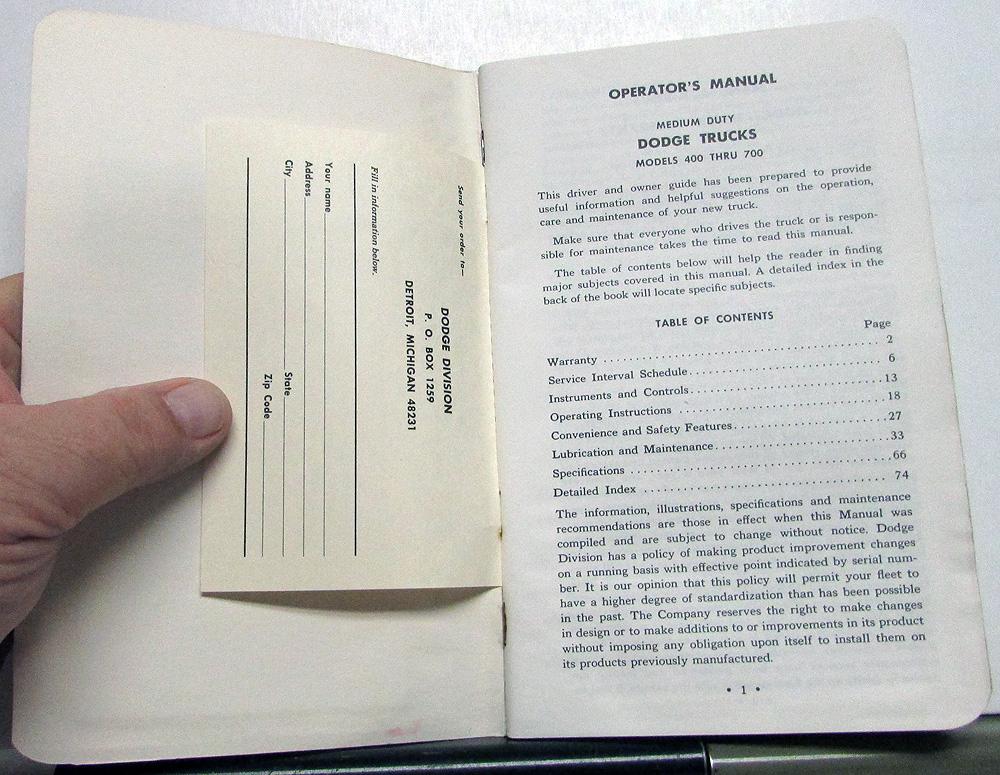 Send your order to—
DODGE DIVISION
P. O. BOX 1259
DETROIT, MICHIGAN 48231
Fill in information below.
Your name
Address
City State
Zip Code
OPERATOR'S MANUAL
MEDIUM DUTY
DODGE TRUCKS
MODELS 400 THRU 700
This driver and owner guide has been prepared to provide
useful information and helpful suggestions on the operation,
care and maintenance of your new truck.
Make sure that everyone who drives the truck or is respon-
sible for maintenance takes the time to read this manual.
The table of contents below will help the reader in finding
major subjects covered in this manual. A detailed index in the
back of the book will locate specific subjects.
TABLE OF CONTENTS
Page
Warranty . . . . . . . . . . . . . . . . . . . . . . . . . . . . . . . . 2
Service Interval Schedule . . . . . . . . . . . . . . . . . . . . . . 6
Instruments and Controls . . . . . . . . . . . . . . . . . . . . . . 13
Operating Instructions . . . . . . . . . . . . . . . . . . . . . . . 18
Convenience and Safety Features . . . . . . . . . . . . . . . . . 27
Lubrication and Maintenance . . . . . . . . . . . . . . . . . . . 33
Specifications . . . . . . . . . . . . . . . . . . . . . . . . . . . . 66
Detailed Index . . . . . . . . . . . . . . . . . . . . . . . . . . . 74
The information, illustrations, specifications and maintenance
recommendations are those in effect when this Manual was
compiled and are subject to change without notice. Dodge
Division has a policy of making product improvement changes
on a running basis with effective point indicated by serial num-
ber. It is our opinion that this policy will permit your fleet to
have a higher degree of standardization than has been possible
in the past. The Company reserves the right to make changes
in design or to make additions to or improvements in its product
without imposing any obligation upon itself to install them on
its products previously manufactured.
• 1 •